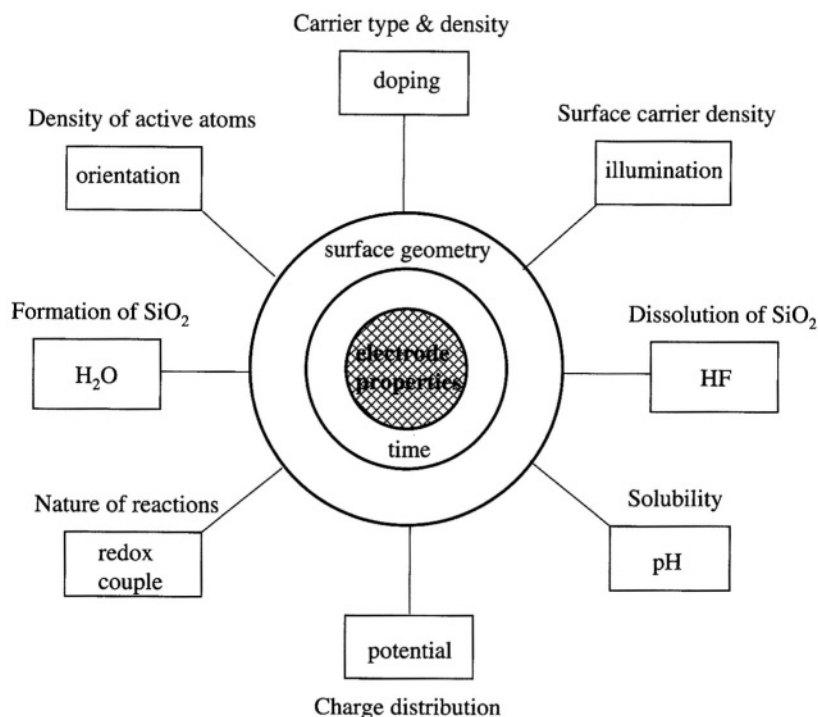 Carrier type & density
doping
Density of active atoms
orientation
Surface carrier density
illumination
surface geometry
Formation of SiO₂
H₂O
electrode
properties
Dissolution of SiO₂
HF
time
Nature of reactions
redox
couple
Solubility
pH
potential
Charge distribution